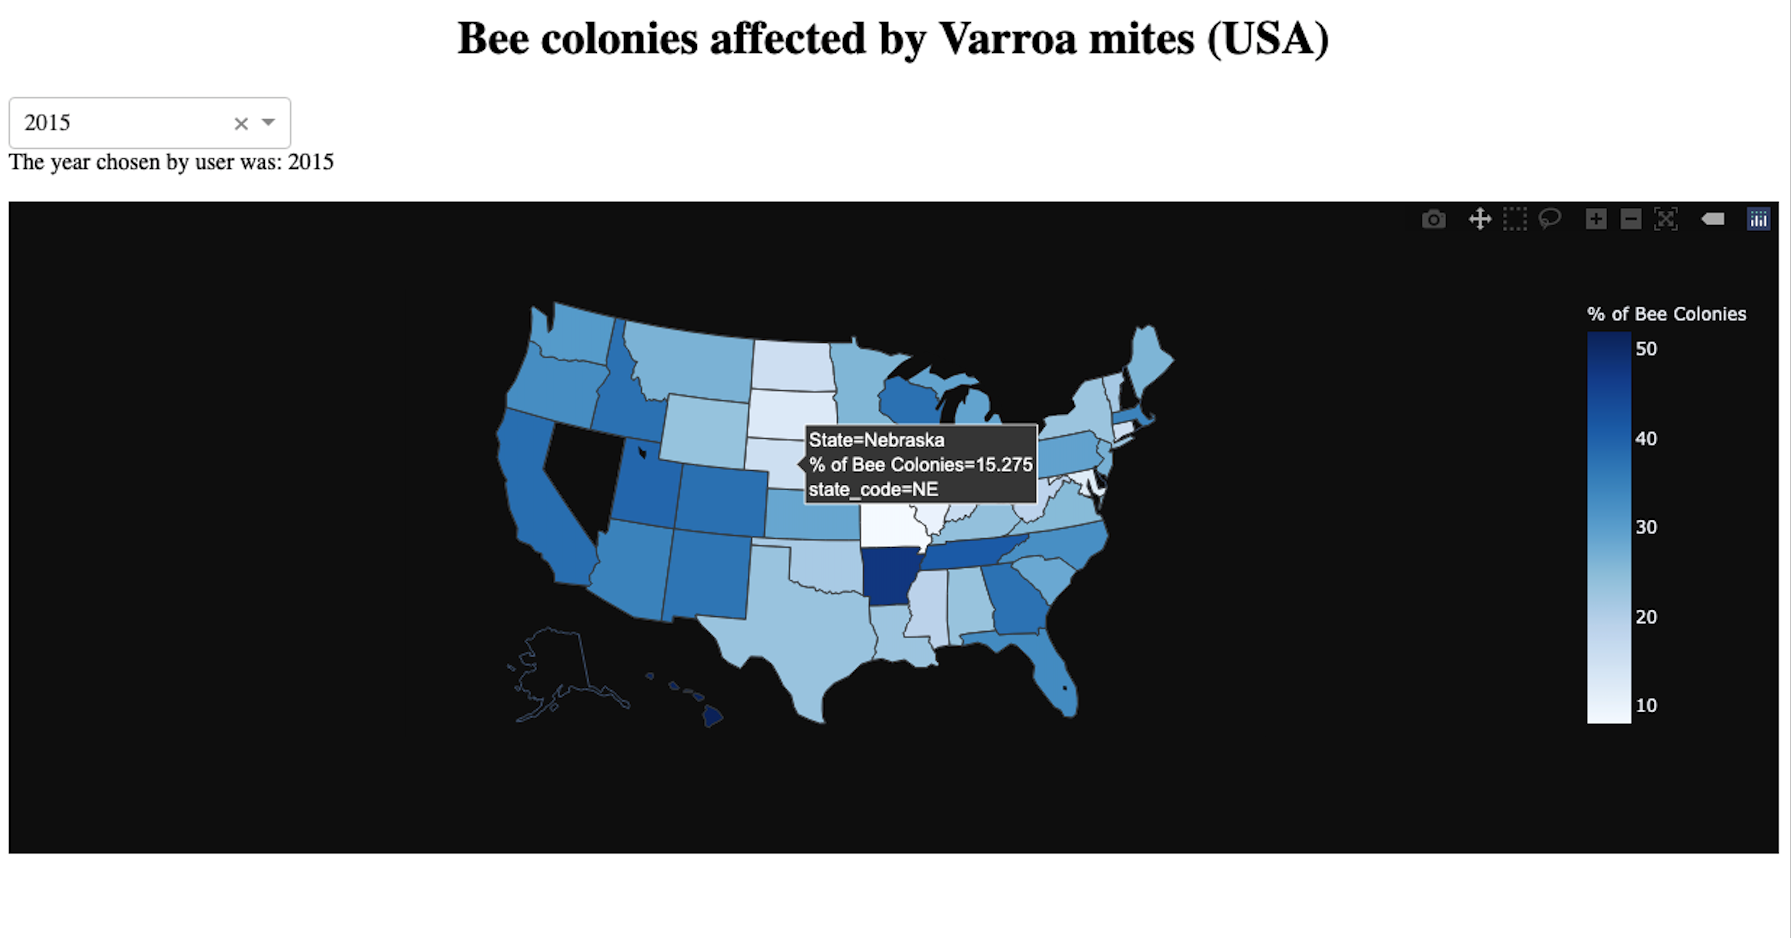 Bee colonies affected by Varroa mites (USA)
2015
The year chosen by user was: 2015
% of Bee Colonies
50
40
30
20
10
State=Nebraska
% of Bee Colonies=15.275
state_code=NE